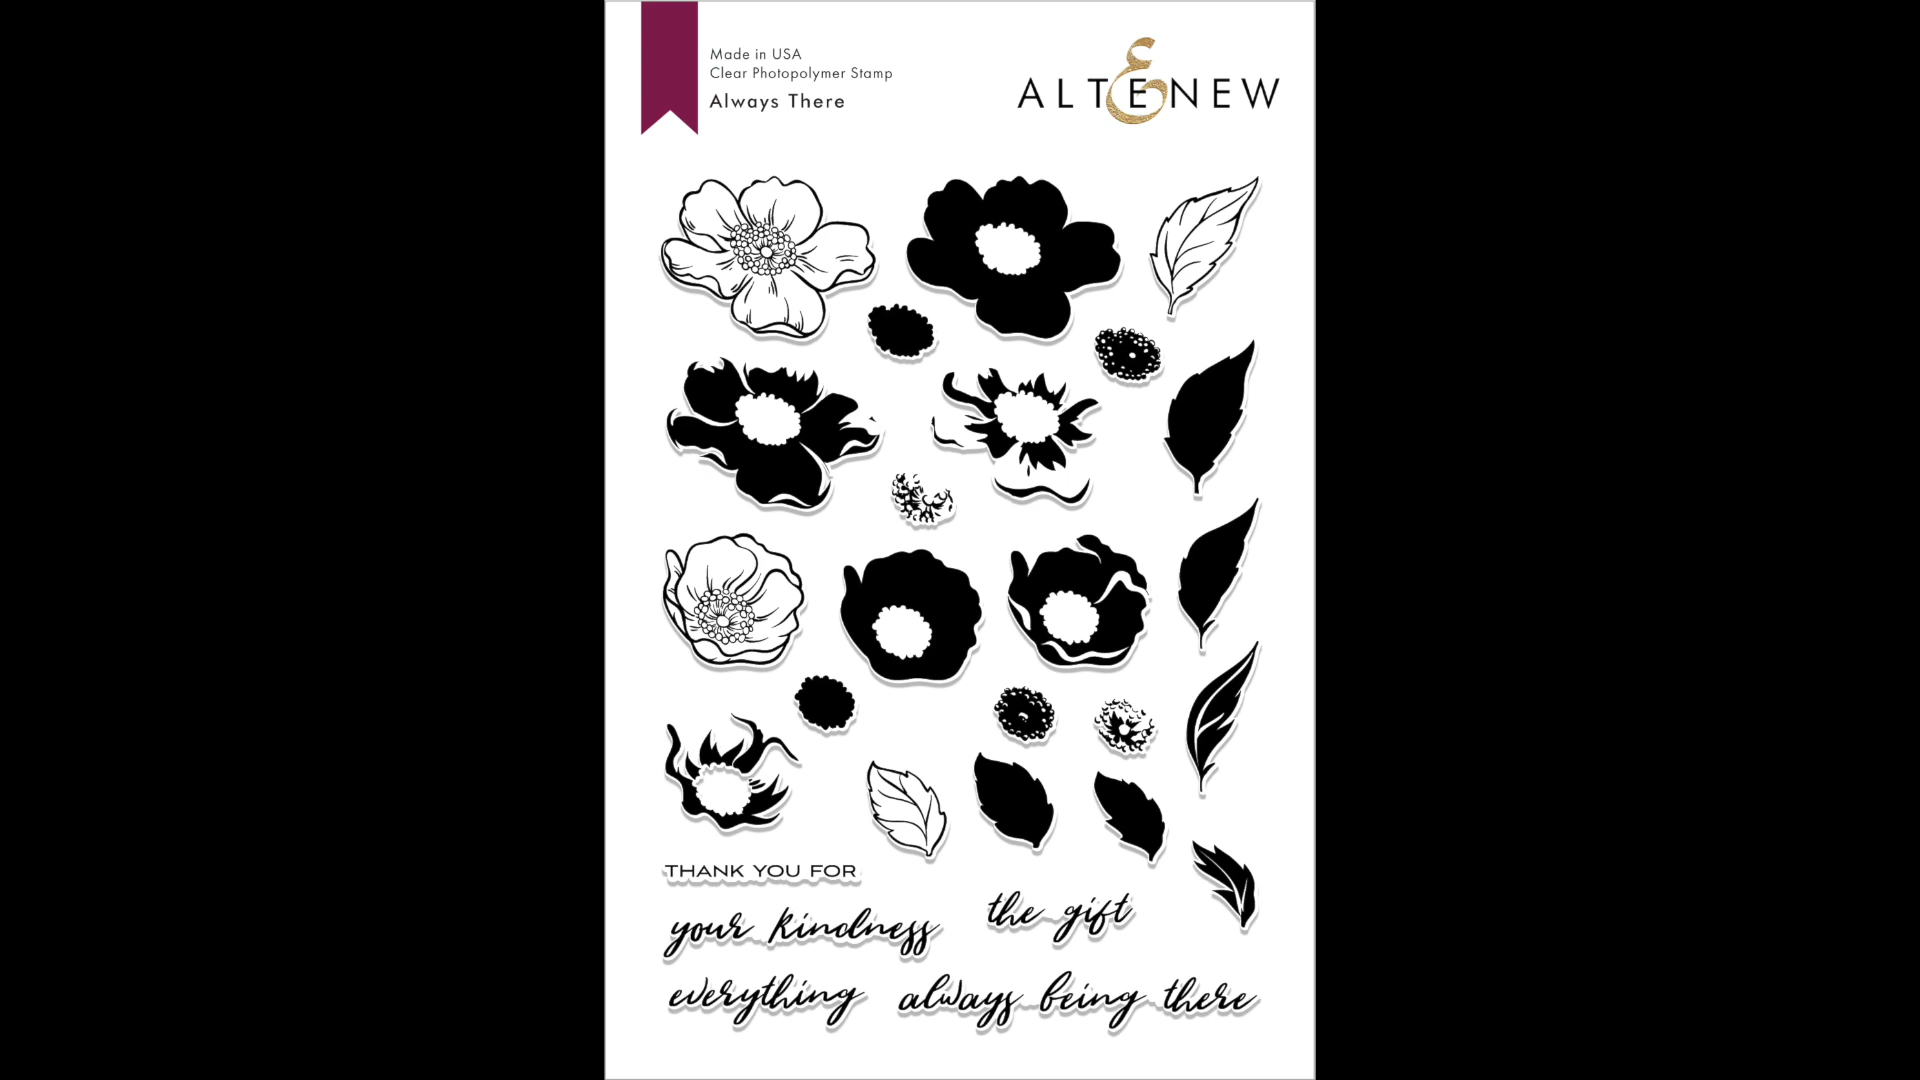 Made in USA
Clear Photopolymer Stamp
Always There
ALTENEW
THANK YOU FOR
your kindness
the gift
everything
always being there